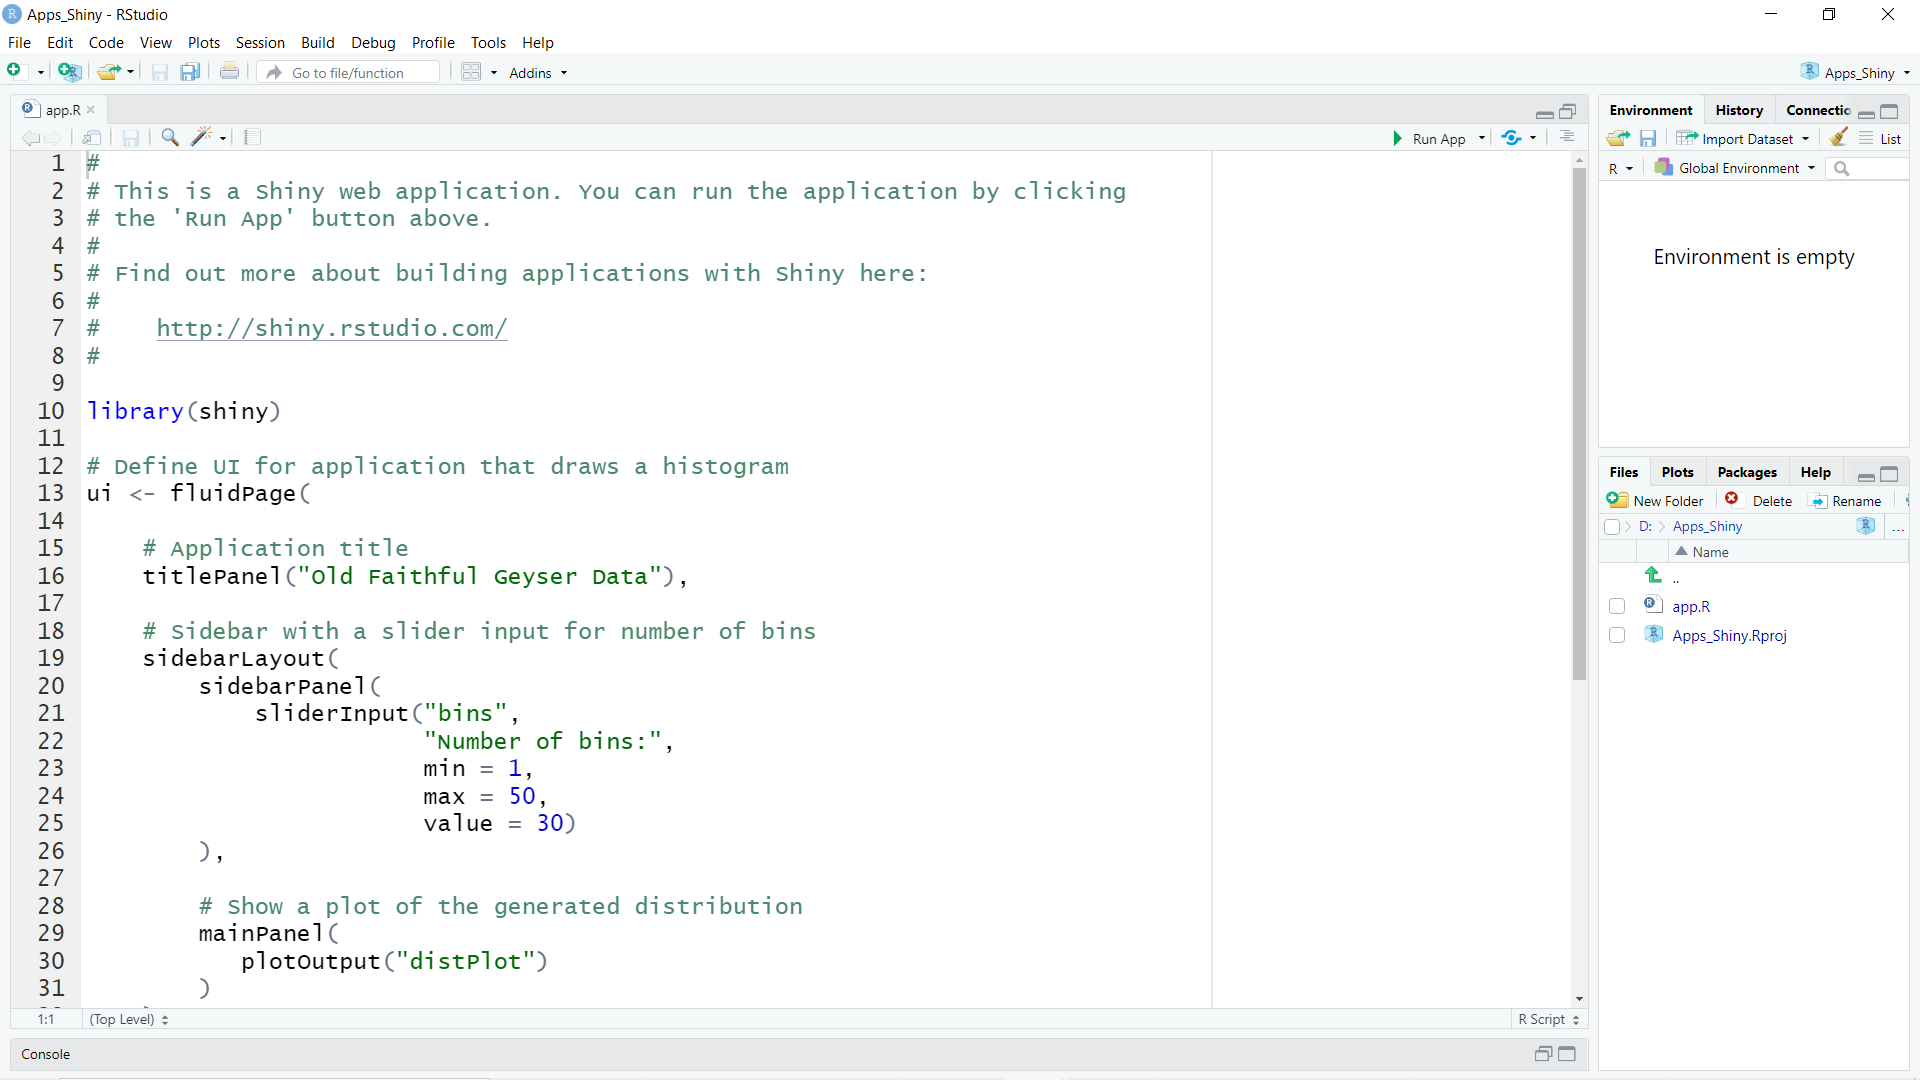 Apps_Shiny - RStudio
File Edit Code View Plots Session Build Debug Profile Tools Help
Go to file/function Addins Apps_Shiny
app.R
Run App
1 #
2 # This is a Shiny web application. You can run the application by clicking
3 # the 'Run App' button above.
4 #
5 # Find out more about building applications with Shiny here:
6 #
7 #    http://shiny.rstudio.com/
8 #
9
10 library(shiny)
11
12 # Define UI for application that draws a histogram
13 ui <- fluidPage(
14
15     # Application title
16     titlePanel("Old Faithful Geyser Data"),
17
18     # Sidebar with a slider input for number of bins
19     sidebarLayout(
20         sidebarPanel(
21             sliderInput("bins",
22                         "Number of bins:",
23                         min = 1,
24                         max = 50,
25                         value = 30)
26         ),
27
28         # Show a plot of the generated distribution
29         mainPanel(
30            plotOutput("distPlot")
31         )
1:1 (Top Level) R Script
Console
Environment History Connectio
Import Dataset List
R Global Environment
Environment is empty
Files Plots Packages Help
New Folder Delete Rename
D: Apps_Shiny ...
Name
..
app.R
Apps_Shiny.Rproj